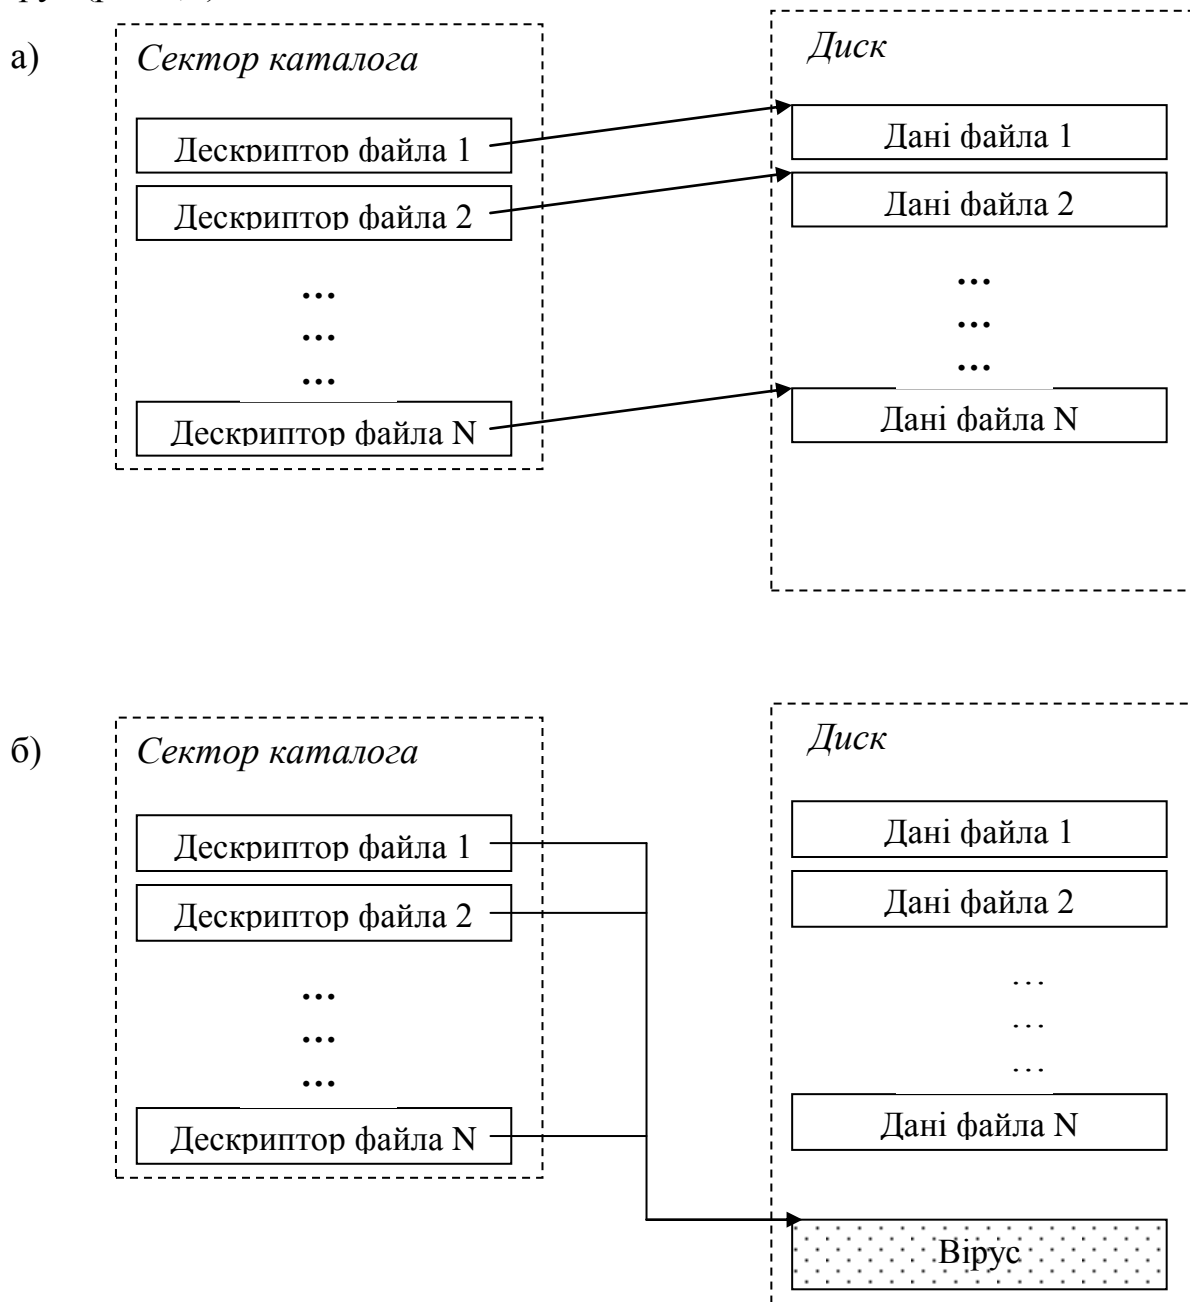 а)
Сектор каталога
Диск
Дескриптор файла 1
Дані файла 1
Дескриптор файла 2
Дані файла 2
...
...
...
...
...
...
Дескриптор файла N
Дані файла N
б)
Сектор каталога
Диск
Дескриптор файла 1
Дані файла 1
Дескриптор файла 2
Дані файла 2
...
...
...
...
...
...
Дескриптор файла N
Дані файла N
Вірус